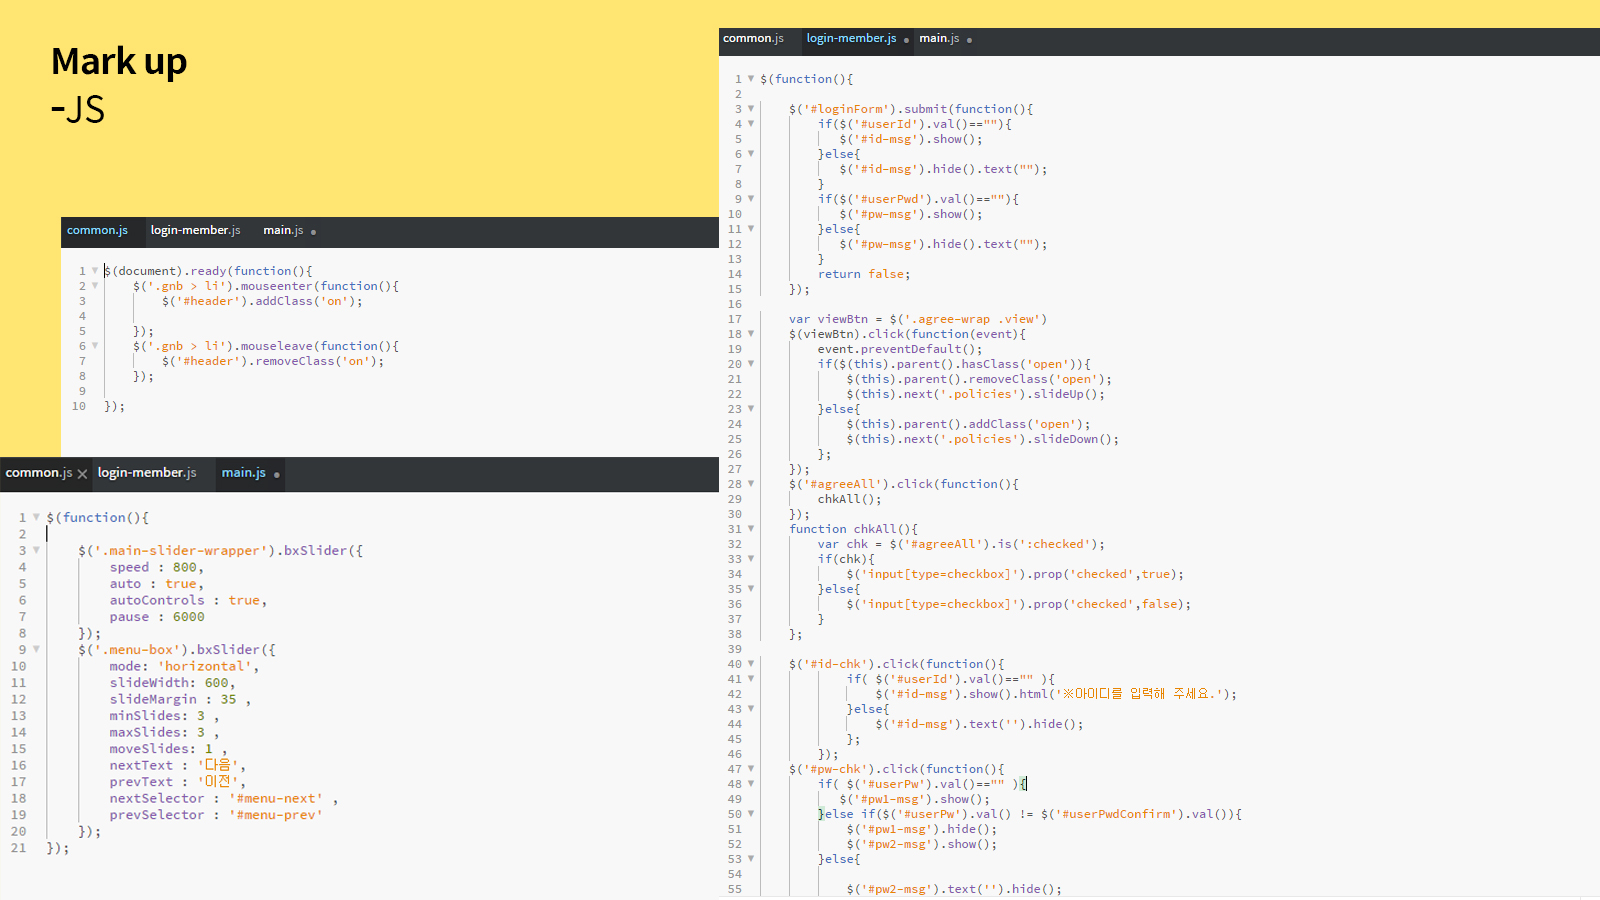 Mark up
-JS
common.js login-member.js main.js
1 $(document).ready(function(){
2 $('.gnb > li').mouseenter(function(){
3 $('#header').addClass('on');
4
5 });
6 $('.gnb > li').mouseleave(function(){
7 $('#header').removeClass('on');
8 });
9
10 });
common.js login-member.js main.js
1 $(function(){
2
3 $('.main-slider-wrapper').bxSlider({
4 speed : 800,
5 auto : true,
6 autoControls : true,
7 pause : 6000
8 });
9 $('.menu-box').bxSlider({
10 mode: 'horizontal',
11 slideWidth: 600,
12 slideMargin : 35 ,
13 minSlides: 3 ,
14 maxSlides: 3 ,
15 moveSlides: 1 ,
16 nextText : '다음',
17 prevText : '이전',
18 nextSelector : '#menu-next' ,
19 prevSelector : '#menu-prev'
20 });
21 });
common.js login-member.js main.js
1 $(function(){
2
3 $('#loginForm').submit(function(){
4 if($('#userId').val()==""){
5 $('#id-msg').show();
6 }else{
7 $('#id-msg').hide().text("");
8 }
9 if($('#userPwd').val()==""){
10 $('#pw-msg').show();
11 }else{
12 $('#pw-msg').hide().text("");
13 }
14 return false;
15 });
16
17 var viewBtn = $('.agree-wrap .view')
18 $(viewBtn).click(function(event){
19 event.preventDefault();
20 if($(this).parent().hasClass('open')){
21 $(this).parent().removeClass('open');
22 $(this).next('.policies').slideUp();
23 }else{
24 $(this).parent().addClass('open');
25 $(this).next('.policies').slideDown();
26 };
27 });
28 $('#agreeAll').click(function(){
29 chkAll();
30 });
31 function chkAll(){
32 var chk = $('#agreeAll').is(':checked');
33 if(chk){
34 $('input[type=checkbox]').prop('checked',true);
35 }else{
36 $('input[type=checkbox]').prop('checked',false);
37 }
38 };
39
40 $('#id-chk').click(function(){
41 if( $('#userId').val()=="" ){
42 $('#id-msg').show().html('※아이디를 입력해 주세요.');
43 }else{
44 $('#id-msg').text('').hide();
45 };
46 });
47 $('#pw-chk').click(function(){
48 if( $('#userPw').val()=="" ){
49 $('#pw1-msg').show();
50 }else if($('#userPw').val() != $('#userPwdConfirm').val()){
51 $('#pw1-msg').hide();
52 $('#pw2-msg').show();
53 }else{
54
55 $('#pw2-msg').text('').hide();